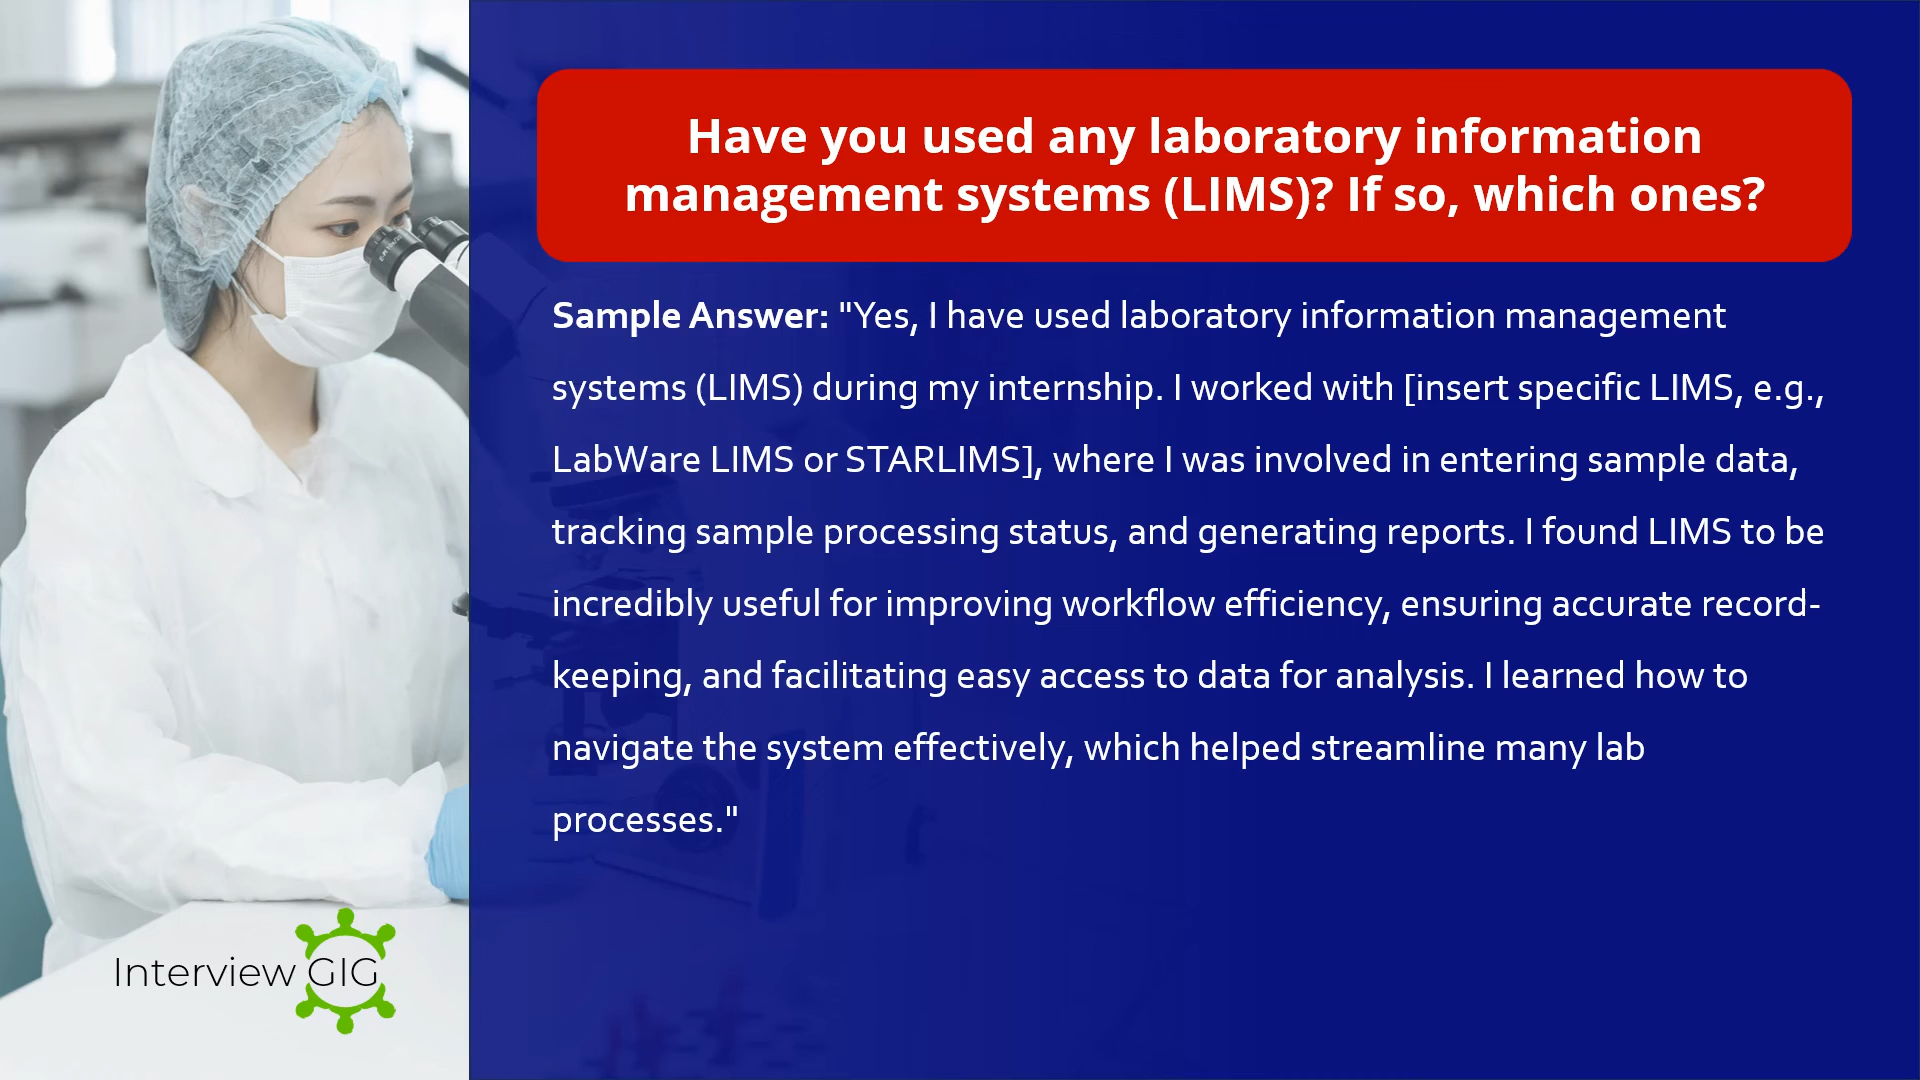 Have you used any laboratory information
management systems (LIMS)? If so, which ones?
Sample Answer: "Yes, I have used laboratory information management
systems (LIMS) during my internship. I worked with [insert specific LIMS, e.g.,
LabWare LIMS or STARLIMS], where I was involved in entering sample data,
tracking sample processing status, and generating reports. I found LIMS to be
incredibly useful for improving workflow efficiency, ensuring accurate record-
keeping, and facilitating easy access to data for analysis. I learned how to
navigate the system effectively, which helped streamline many lab
processes."
Interview GIG